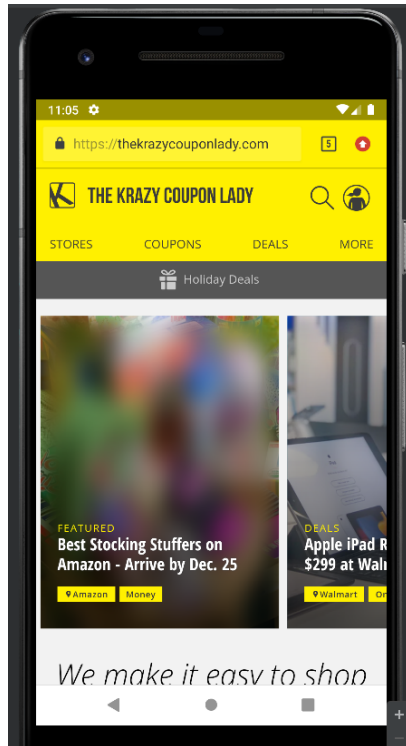 11:05
https://thekrazycouponlady.com
5
THE KRAZY COUPON LADY
STORES COUPONS DEALS MORE
Holiday Deals
FEATURED
Best Stocking Stuffers on
Amazon - Arrive by Dec. 25
Amazon Money
DEALS
Apple iPad
$299 at
Walmart
We make it easy to shop